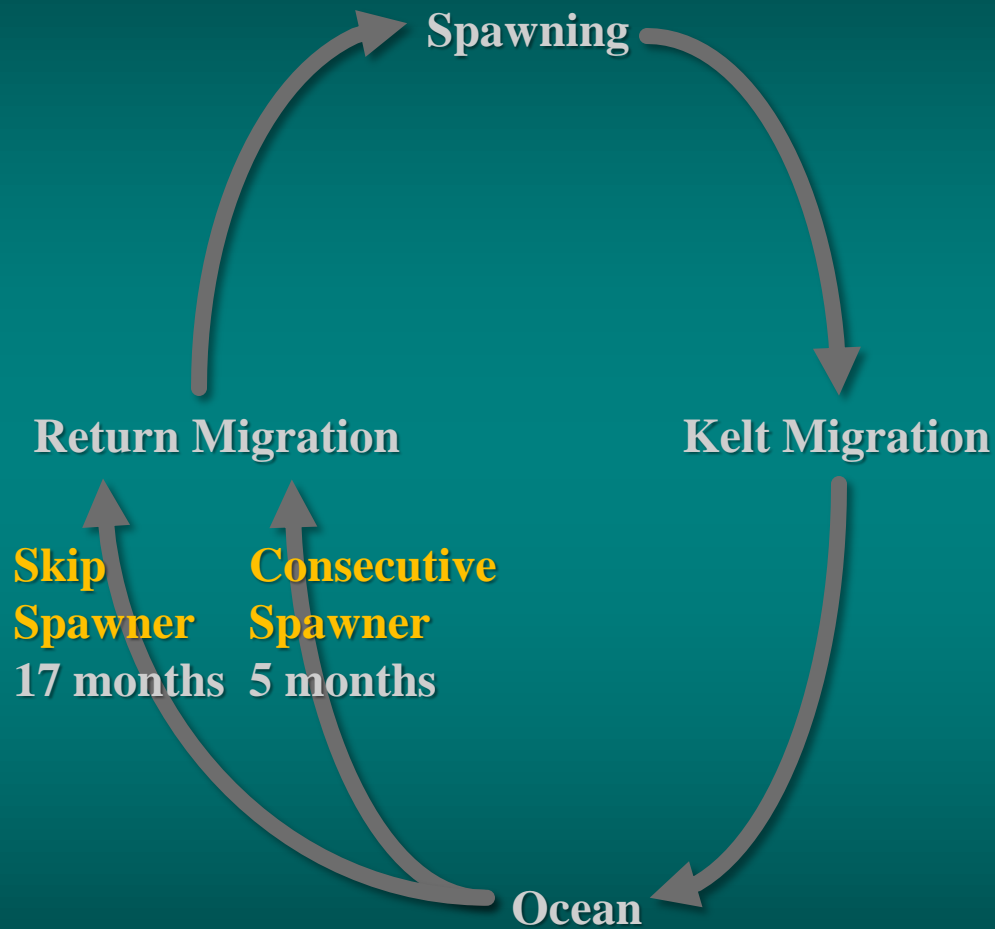 Spawning
Return Migration
Kelt Migration
Skip
Spawner
17 months
Consecutive
Spawner
5 months
Ocean